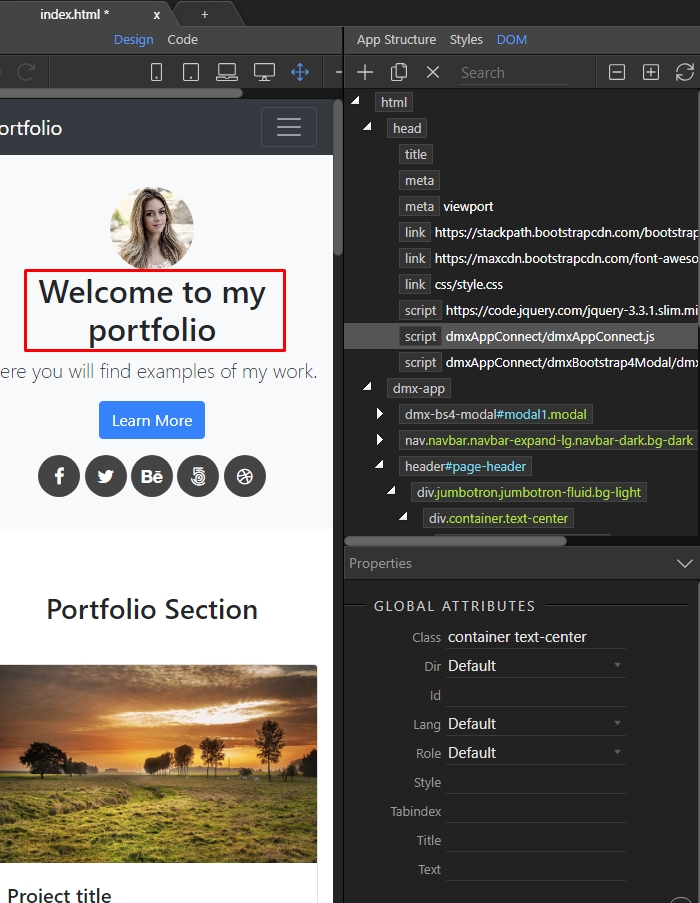 index.html *
x
+
Design
Code
App Structure
Styles
DOM
Search
ortfolio
Welcome to my
portfolio
ere you will find examples of my work.
Learn More
Bē
Portfolio Section
Project title
html
head
title
meta
meta viewport
link https://stackpath.bootstrapcdn.com/bootstrap
link https://maxcdn.bootstrapcdn.com/font-aweso
link css/style.css
script https://code.jquery.com/jquery-3.3.1.slim.mi
script dmxAppConnect/dmxAppConnect.js
script dmxAppConnect/dmxBootstrap4Modal/dmx
dmx-app
dmx-bs4-modal#modal1.modal
nav.navbar.navbar-expand-lg.navbar-dark.bg-dark
header#page-header
div.jumbotron.jumbotron-fluid.bg-light
div.container.text-center
Properties
GLOBAL ATTRIBUTES
Class container text-center
Dir Default
Id
Lang Default
Role Default
Style
Tabindex
Title
Text